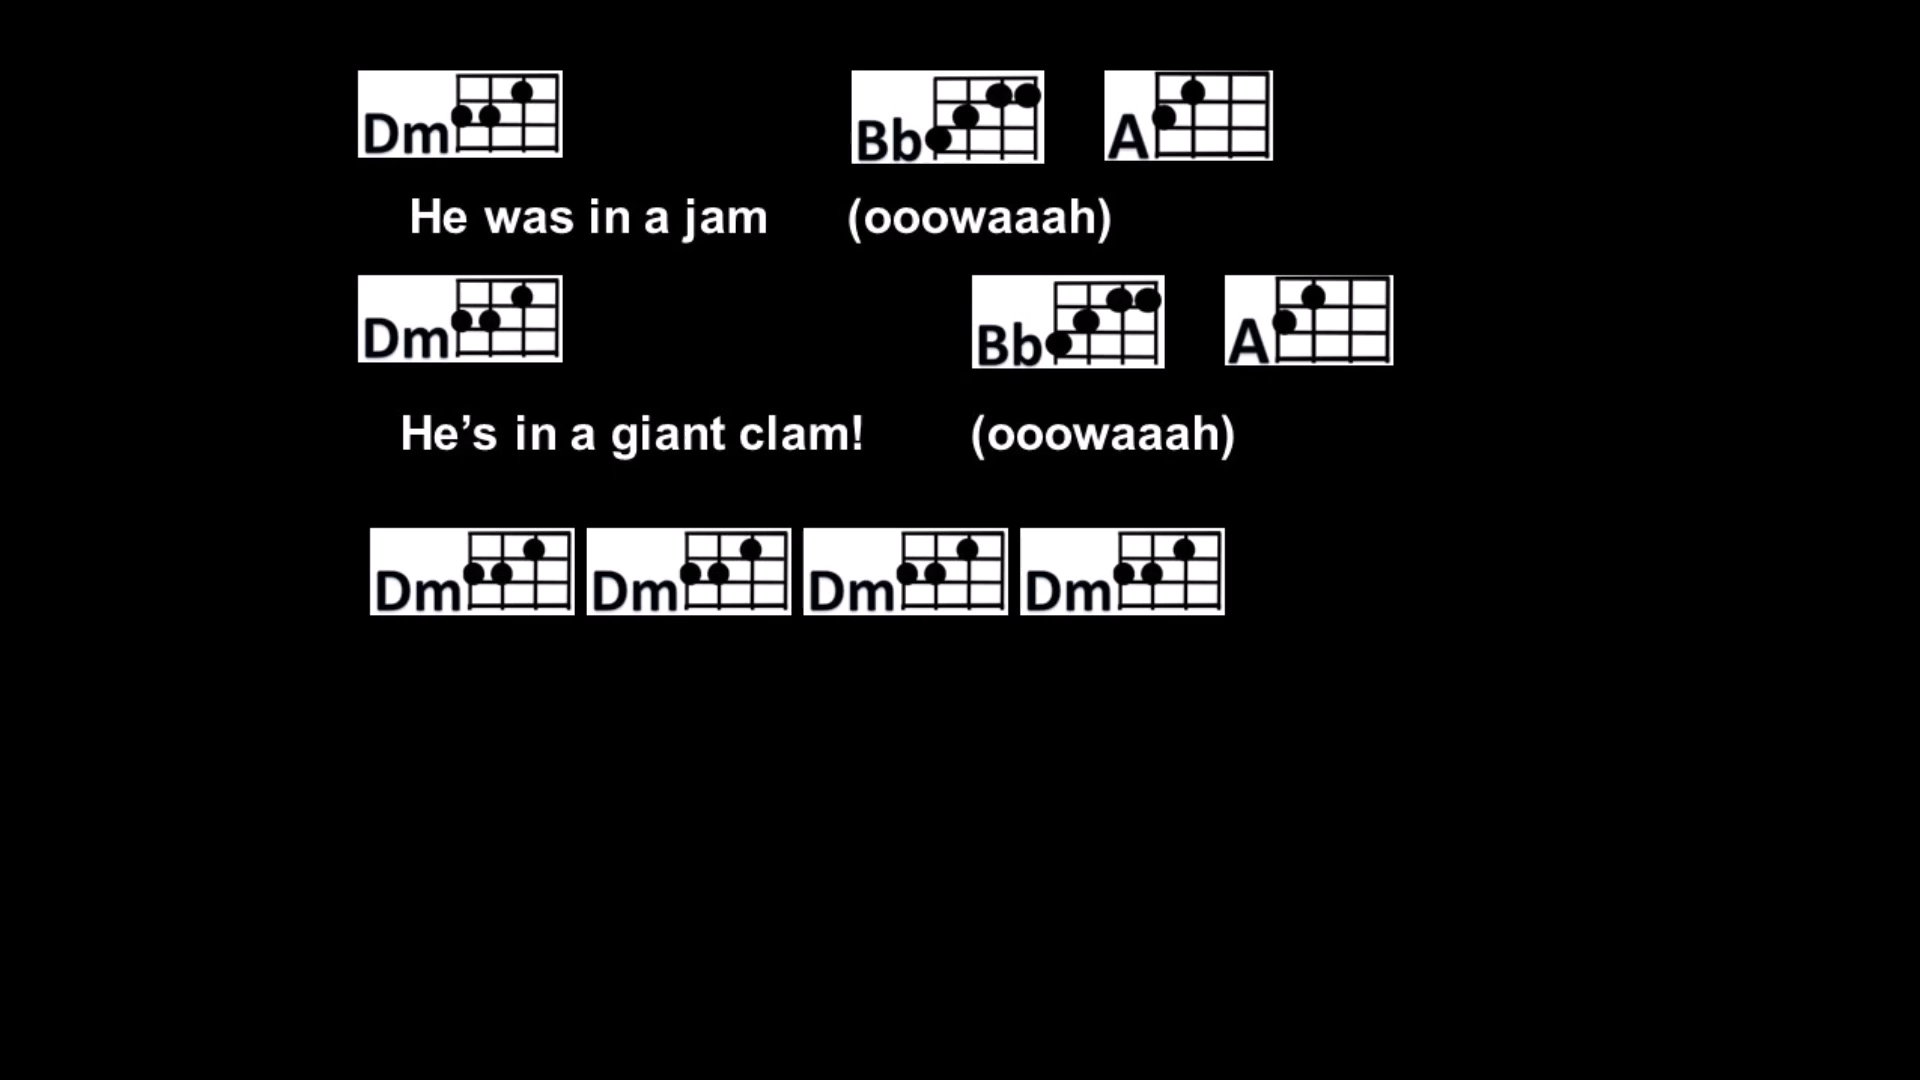 Dm Bb A
He was in a jam (ooowaaah)
Dm Bb A
He’s in a giant clam! (ooowaaah)
Dm Dm Dm Dm